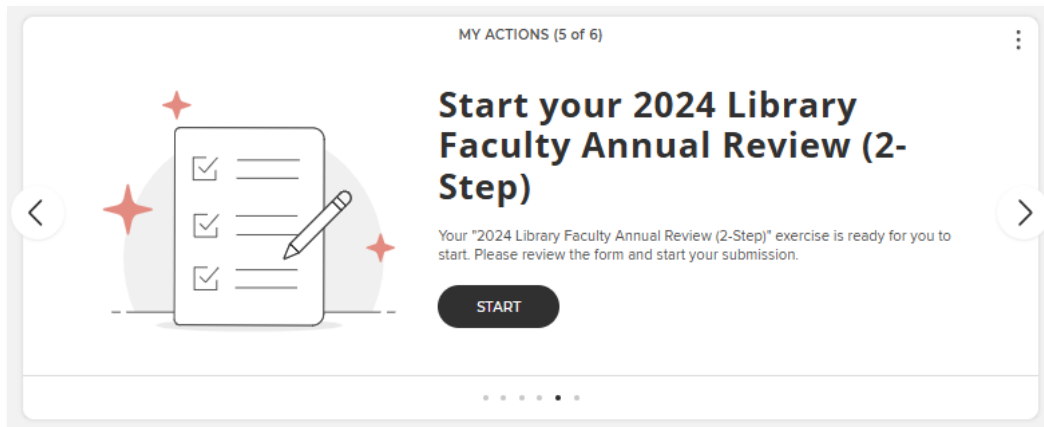 MY ACTIONS (5 of 6)
Start your 2024 Library
Faculty Annual Review (2-
Step)
Your "2024 Library Faculty Annual Review (2-Step)" exercise is ready for you to
start. Please review the form and start your submission.
START